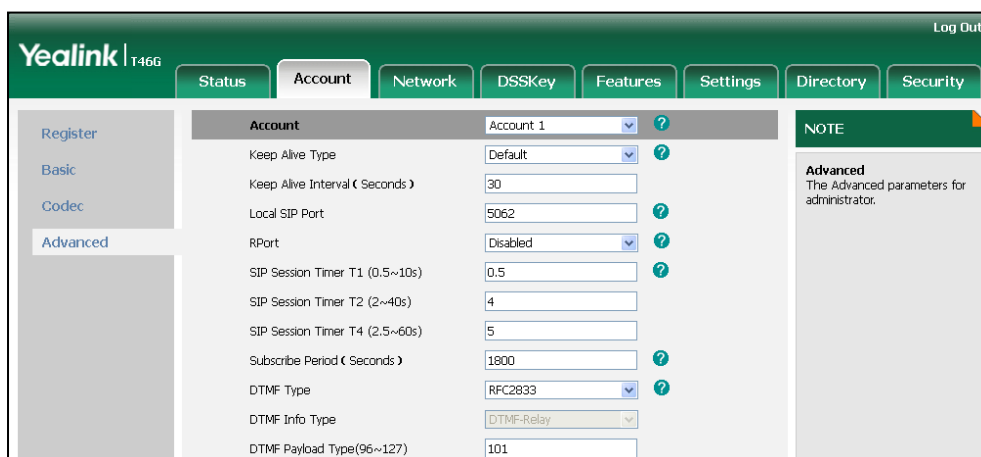 Log Out
Yealink | T46G
Status Account Network DSSKey Features Settings Directory Security
Register
Basic
Codec
Advanced
Account Account 1 ?
Keep Alive Type Default ?
Keep Alive Interval ( Seconds ) 30
Local SIP Port 5062 ?
RPort Disabled ?
SIP Session Timer T1 (0.5~10s) 0.5 ?
SIP Session Timer T2 (2~40s) 4
SIP Session Timer T4 (2.5~60s) 5
Subscribe Period ( Seconds ) 1800 ?
DTMF Type RFC2833 ?
DTMF Info Type DTMF-Relay
DTMF Payload Type(96~127) 101
NOTE
Advanced
The Advanced parameters for
administrator.